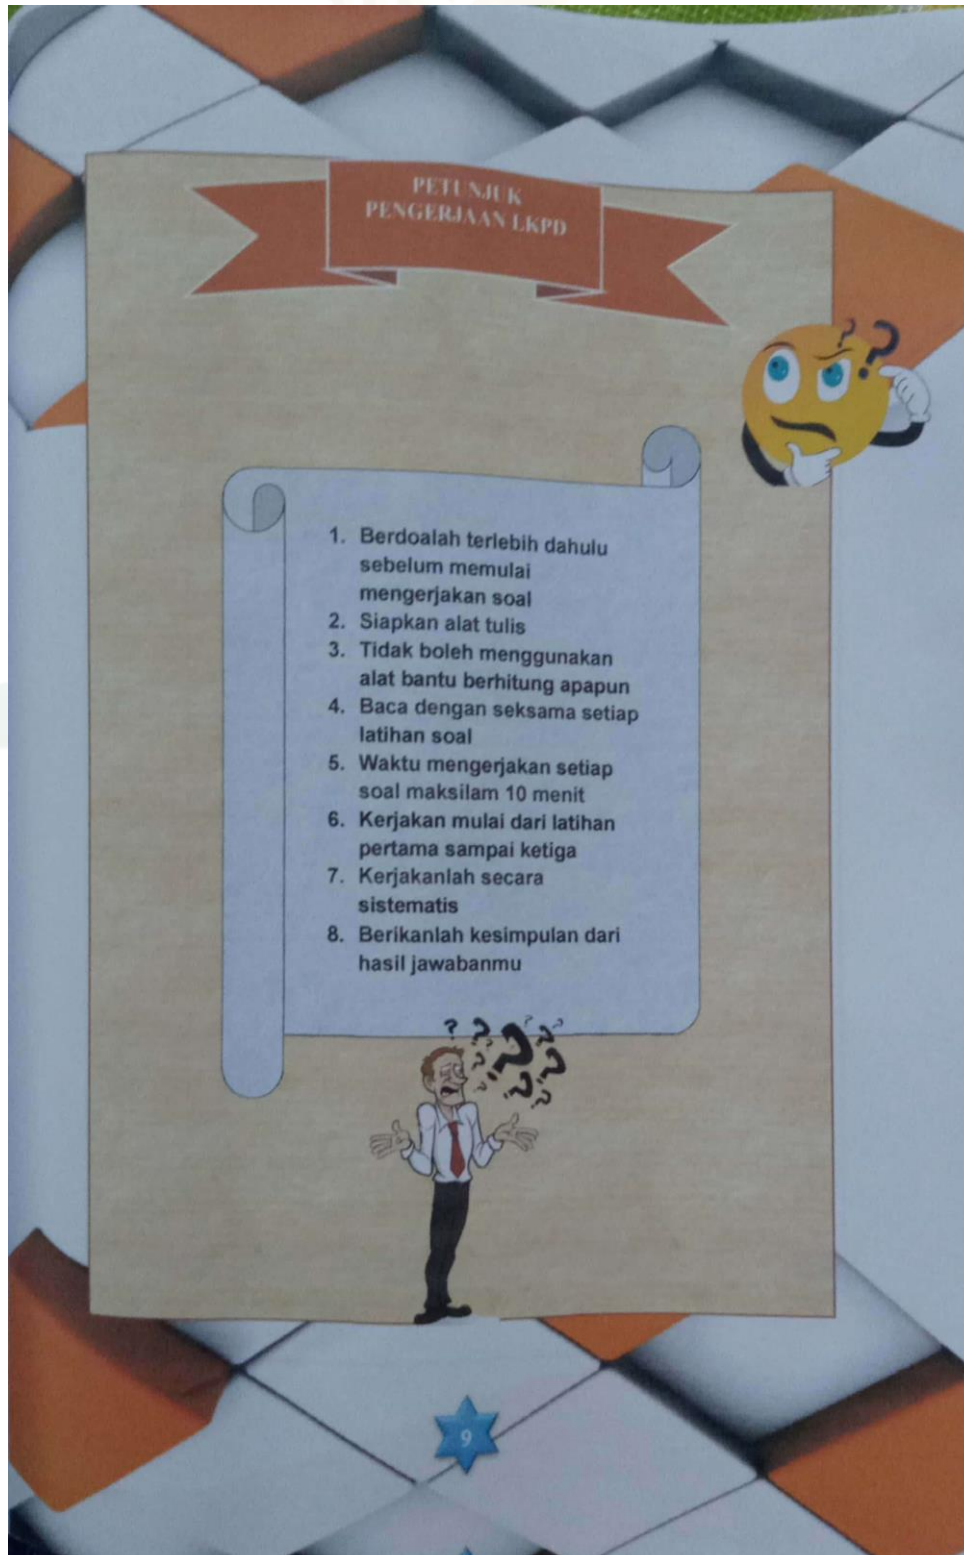 PETUNJUK
PENGERJAAN LKPD
1. Berdoalah terlebih dahulu
sebelum memulai
mengerjakan soal
2. Siapkan alat tulis
3. Tidak boleh menggunakan
alat bantu berhitung apapun
4. Baca dengan seksama setiap
latihan soal
5. Waktu mengerjakan setiap
soal maksilam 10 menit
6. Kerjakan mulai dari latihan
pertama sampai ketiga
7. Kerjakanlah secara
sistematis
8. Berikanlah kesimpulan dari
hasil jawabanmu
9